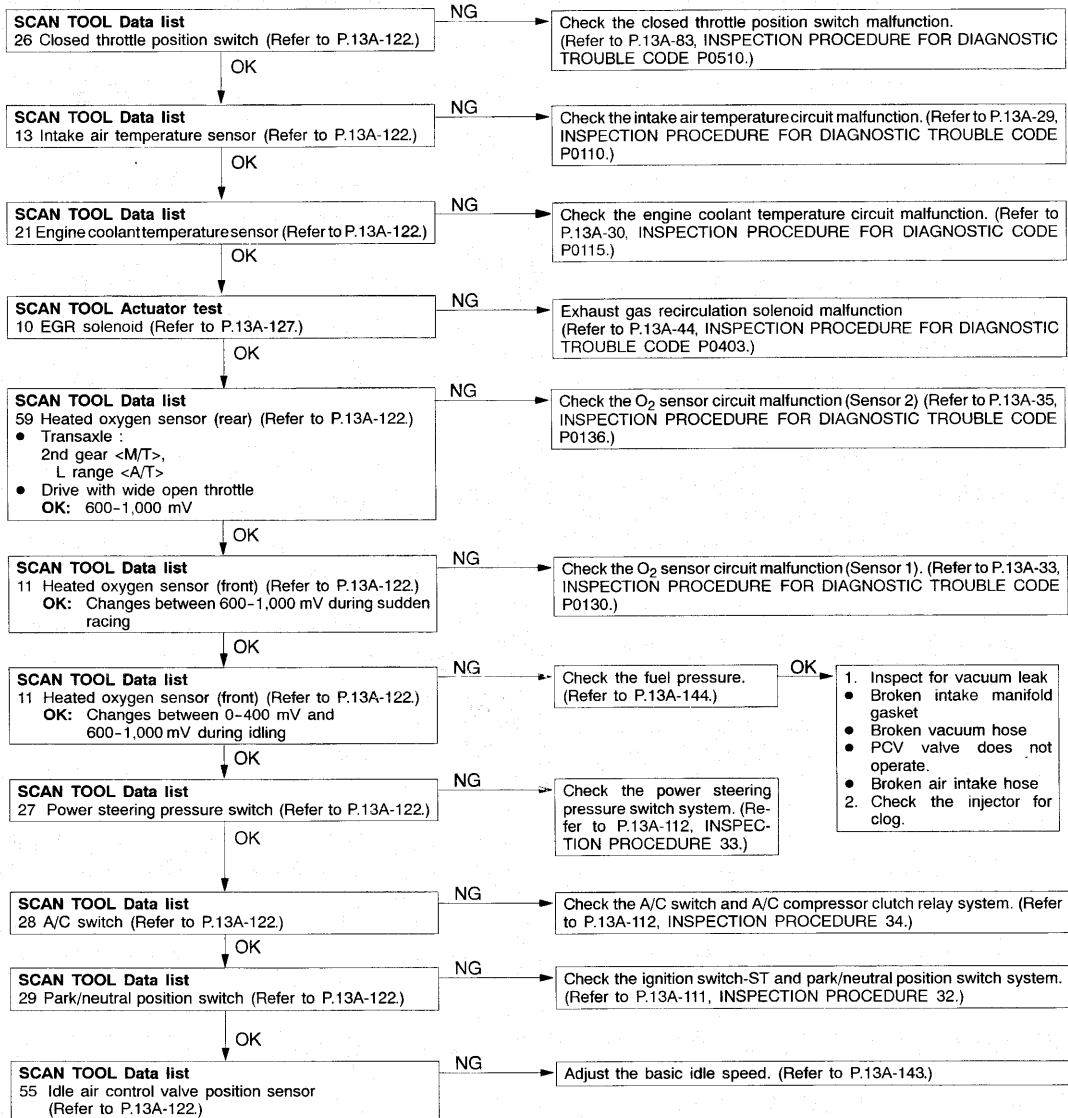 SCAN TOOL Data list
26 Closed throttle position switch (Refer to P.13A-122.)
NG
Check the closed throttle position switch malfunction.
(Refer to P.13A-83, INSPECTION PROCEDURE FOR DIAGNOSTIC
TROUBLE CODE P0510.)
OK
SCAN TOOL Data list
13 Intake air temperature sensor (Refer to P.13A-122.)
NG
Check the intake air temperature circuit malfunction. (Refer to P.13A-29,
INSPECTION PROCEDURE FOR DIAGNOSTIC TROUBLE CODE
P0110.)
OK
SCAN TOOL Data list
21 Engine coolant temperature sensor (Refer to P.13A-122.)
NG
Check the engine coolant temperature circuit malfunction. (Refer to
P.13A-30, INSPECTION PROCEDURE FOR DIAGNOSTIC CODE
P0115.)
OK
SCAN TOOL Actuator test
10 EGR solenoid (Refer to P.13A-127.)
NG
Exhaust gas recirculation solenoid malfunction
(Refer to P.13A-44, INSPECTION PROCEDURE FOR DIAGNOSTIC
TROUBLE CODE P0403.)
OK
SCAN TOOL Data list
59 Heated oxygen sensor (rear) (Refer to P.13A-122.)
● Transaxle :
2nd gear <M/T>,
L range <A/T>
● Drive with wide open throttle
OK: 600–1,000 mV
NG
Check the O2 sensor circuit malfunction (Sensor 2) (Refer to P.13A-35,
INSPECTION PROCEDURE FOR DIAGNOSTIC TROUBLE CODE
P0136.)
OK
SCAN TOOL Data list
11 Heated oxygen sensor (front) (Refer to P.13A-122.)
OK: Changes between 600–1,000 mV during sudden
racing
NG
Check the O2 sensor circuit malfunction (Sensor 1). (Refer to P.13A-33,
INSPECTION PROCEDURE FOR DIAGNOSTIC TROUBLE CODE
P0130.)
OK
SCAN TOOL Data list
11 Heated oxygen sensor (front) (Refer to P.13A-122.)
OK: Changes between 0–400 mV and
600–1,000 mV during idling
NG
Check the fuel pressure.
(Refer to P.13A-144.)
OK
1. Inspect for vacuum leak
● Broken intake manifold
gasket
● Broken vacuum hose
● PCV valve does not
operate.
● Broken air intake hose
2. Check the injector for
clog.
OK
SCAN TOOL Data list
27 Power steering pressure switch (Refer to P.13A-122.)
NG
Check the power steering
pressure switch system. (Re-
fer to P.13A-112, INSPEC-
TION PROCEDURE 33.)
OK
SCAN TOOL Data list
28 A/C switch (Refer to P.13A-122.)
NG
Check the A/C switch and A/C compressor clutch relay system. (Refer
to P.13A-112, INSPECTION PROCEDURE 34.)
OK
SCAN TOOL Data list
29 Park/neutral position switch (Refer to P.13A-122.)
NG
Check the ignition switch-ST and park/neutral position switch system.
(Refer to P.13A-111, INSPECTION PROCEDURE 32.)
OK
SCAN TOOL Data list
55 Idle air control valve position sensor
(Refer to P.13A-122.)
NG
Adjust the basic idle speed. (Refer to P.13A-143.)